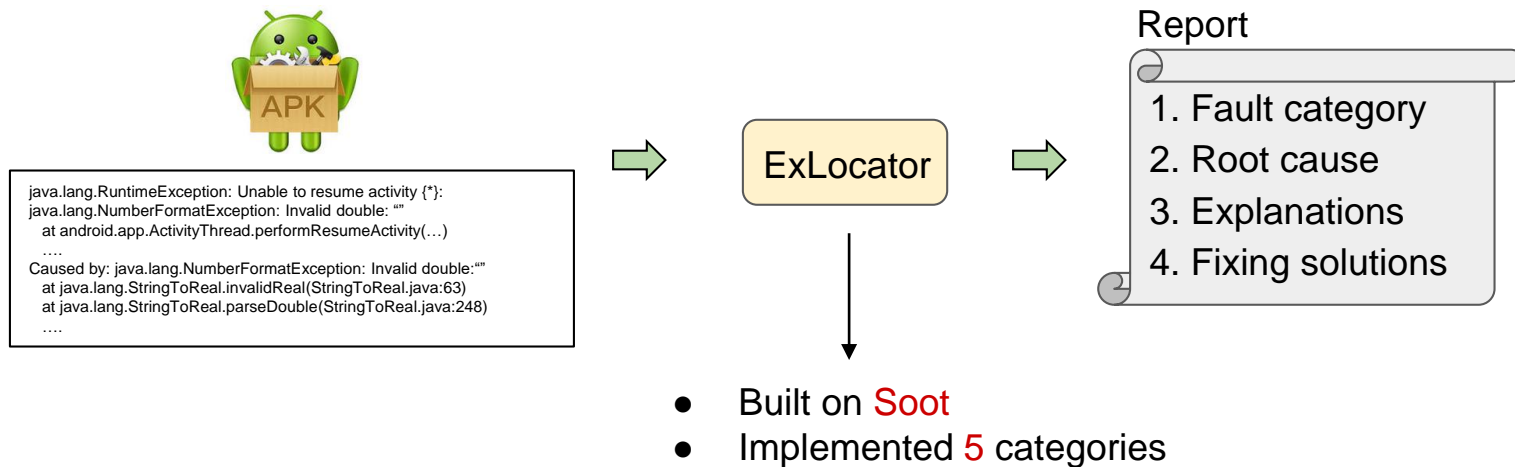 APK
java.lang.RuntimeException: Unable to resume activity {*}:
java.lang.NumberFormatException: Invalid double: “”
at android.app.ActivityThread.performResumeActivity(…)
….
Caused by: java.lang.NumberFormatException: Invalid double:“”
at java.lang.StringToReal.invalidReal(StringToReal.java:63)
at java.lang.StringToReal.parseDouble(StringToReal.java:248)
….
ExLocator
● Built on Soot
● Implemented 5 categories
Report
1. Fault category
2. Root cause
3. Explanations
4. Fixing solutions